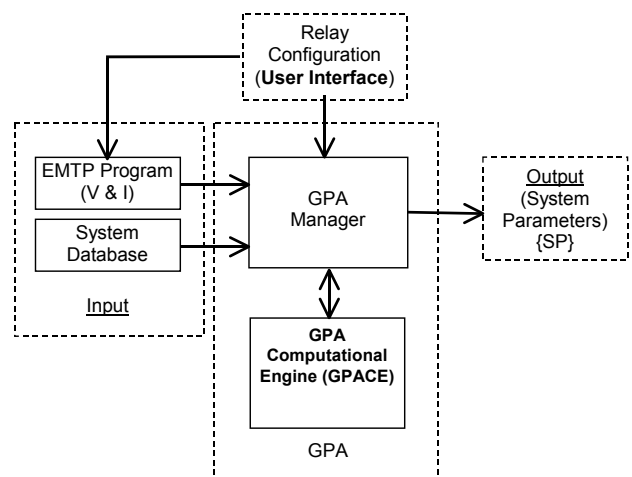 Relay
Configuration
(User Interface)
EMTP Program
(V & I)
System
Database
Input
GPA
Manager
GPA
Computational
Engine (GPACE)
GPA
Output
(System
Parameters)
{SP}